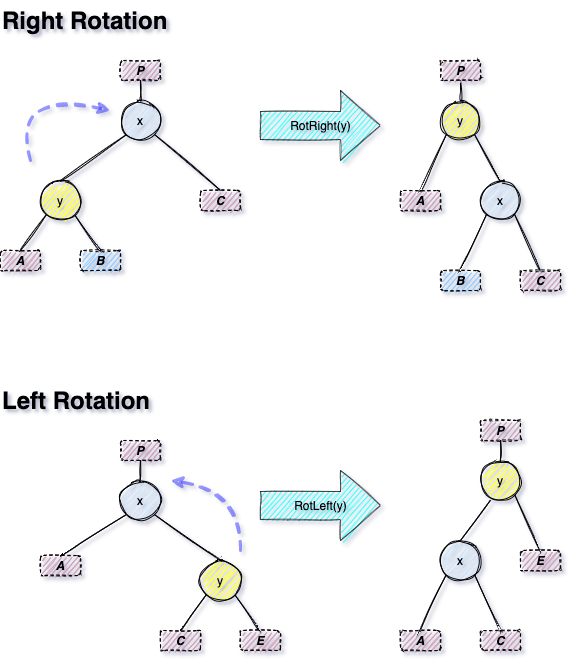 Right Rotation
P
P
x
RotRight(y)
y
y
C
A
x
A
B
B
C
Left Rotation
P
P
x
RotLeft(y)
y
A
y
x
E
C
E
A
C